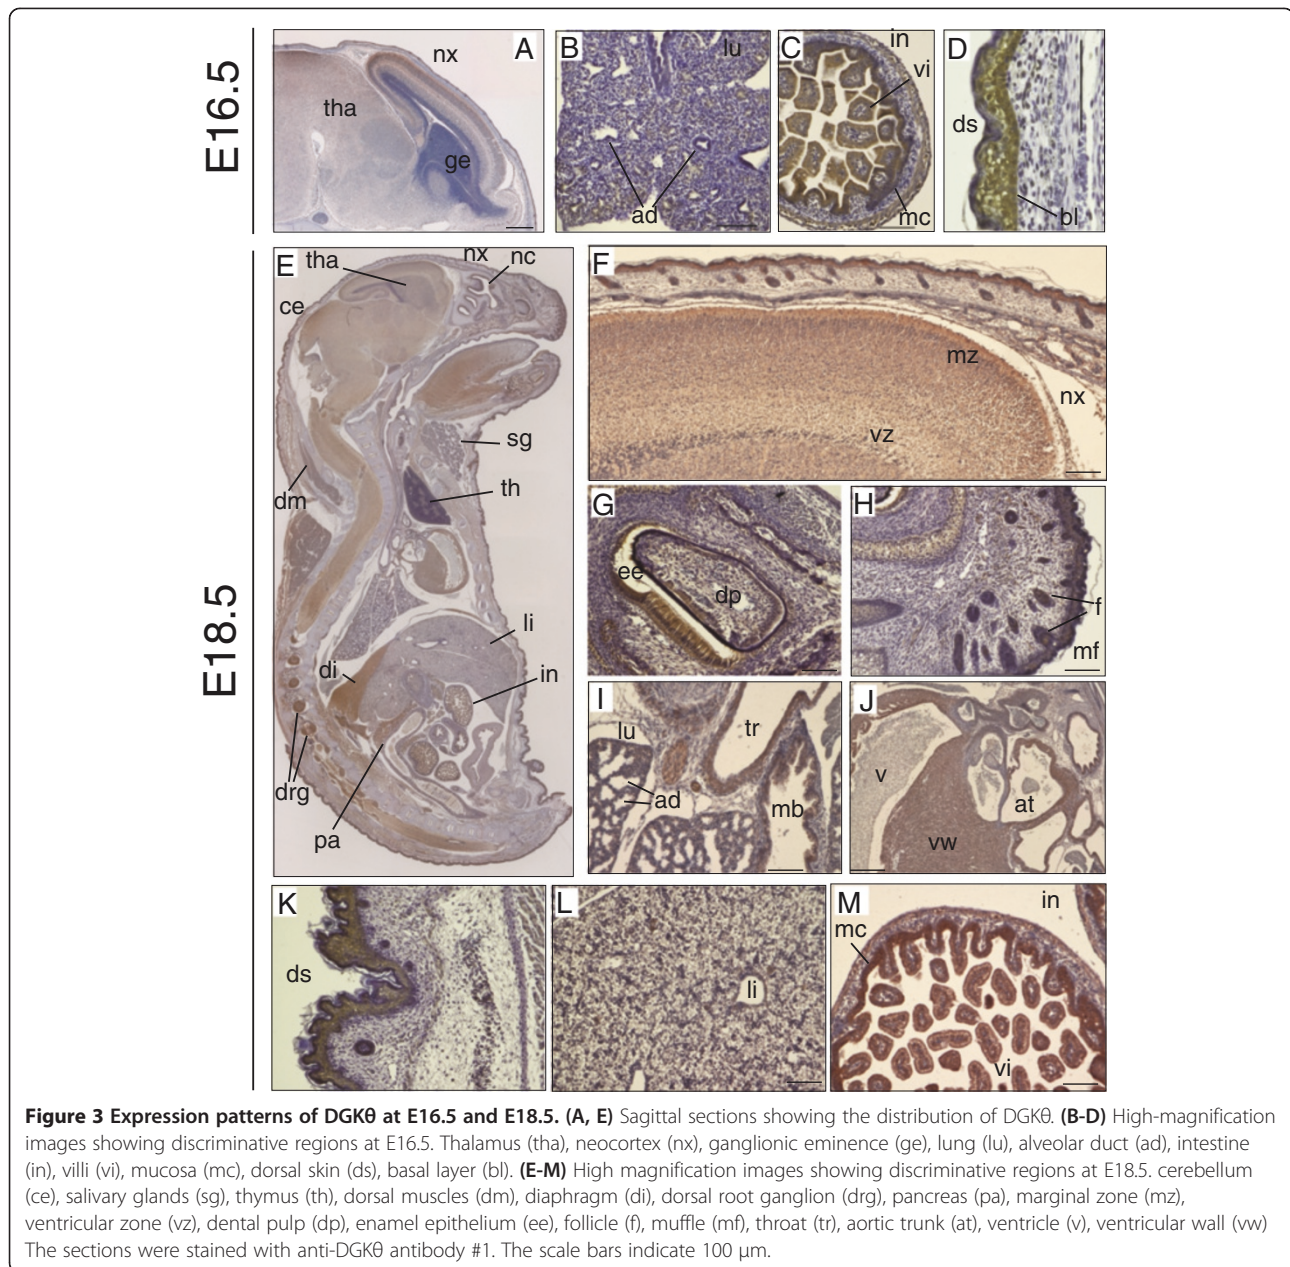 E16.5
A
nx
tha
ge
B
lu
ad
C
in
vi
mc
D
ds
bl
E18.5
E
tha
nx
nc
ce
sg
th
dm
li
di
in
drg
pa
F
mz
nx
vz
G
ee
dp
H
f
mf
I
lu
tr
ad
mb
J
v
at
vw
K
ds
L
li
M
in
mc
vi
Figure 3 Expression patterns of DGKθ at E16.5 and E18.5. (A, E) Sagittal sections showing the distribution of DGKθ. (B-D) High-magnification
images showing discriminative regions at E16.5. Thalamus (tha), neocortex (nx), ganglionic eminence (ge), lung (lu), alveolar duct (ad), intestine
(in), villi (vi), mucosa (mc), dorsal skin (ds), basal layer (bl). (E-M) High magnification images showing discriminative regions at E18.5. cerebellum
(ce), salivary glands (sg), thymus (th), dorsal muscles (dm), diaphragm (di), dorsal root ganglion (drg), pancreas (pa), marginal zone (mz),
ventricular zone (vz), dental pulp (dp), enamel epithelium (ee), follicle (f), muffle (mf), throat (tr), aortic trunk (at), ventricle (v), ventricular wall (vw)
The sections were stained with anti-DGKθ antibody #1. The scale bars indicate 100 μm.